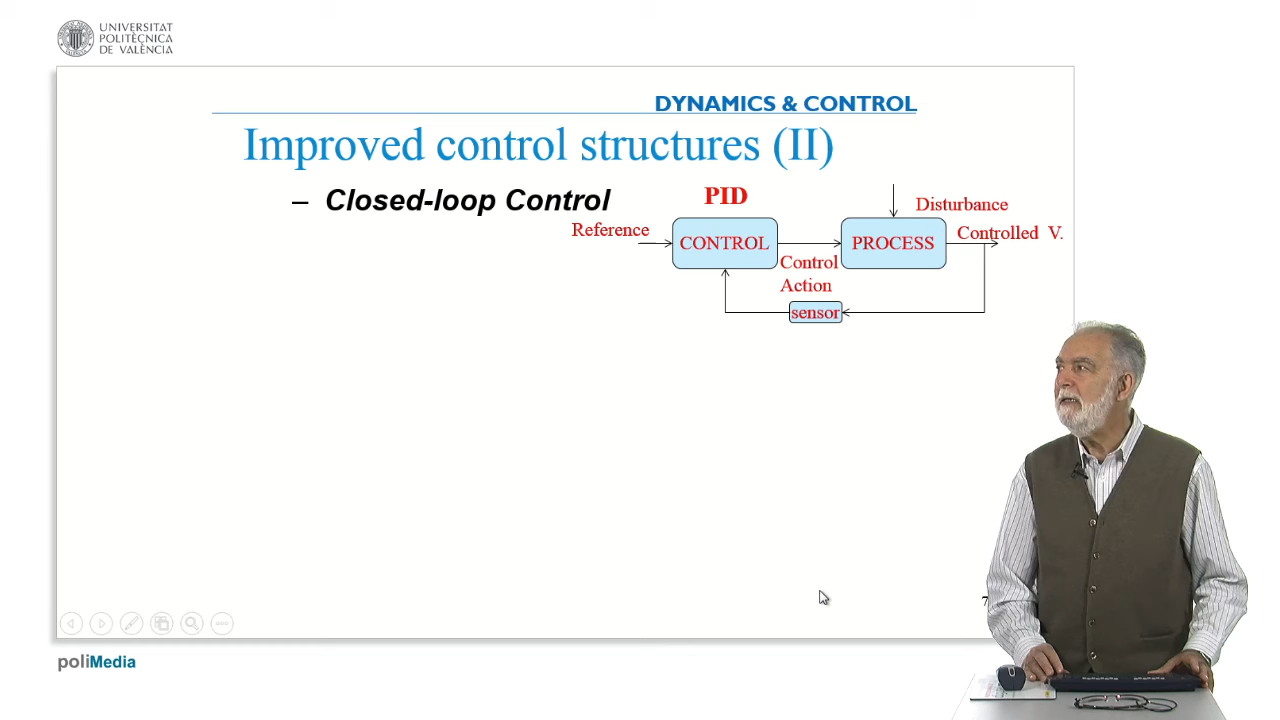 UNIVERSITAT
POLITÈCNICA
DE VALÈNCIA
DYNAMICS & CONTROL
Improved control structures (II)
– Closed-loop Control
PID
Disturbance
Reference
CONTROL
PROCESS
Controlled V.
Control
Action
sensor
7
poliMedia